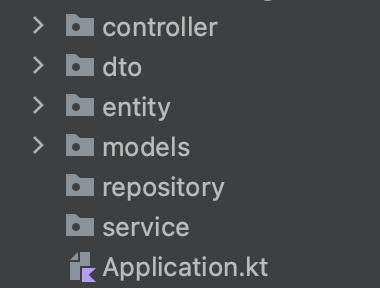 controller
dto
entity
models
repository
service
Application.kt